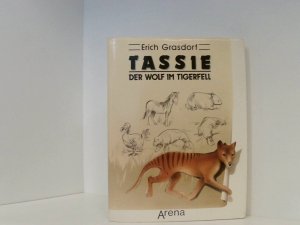 Erich Grasdorf
TASSIE
DER WOLF IM TIGERFELL
Arena